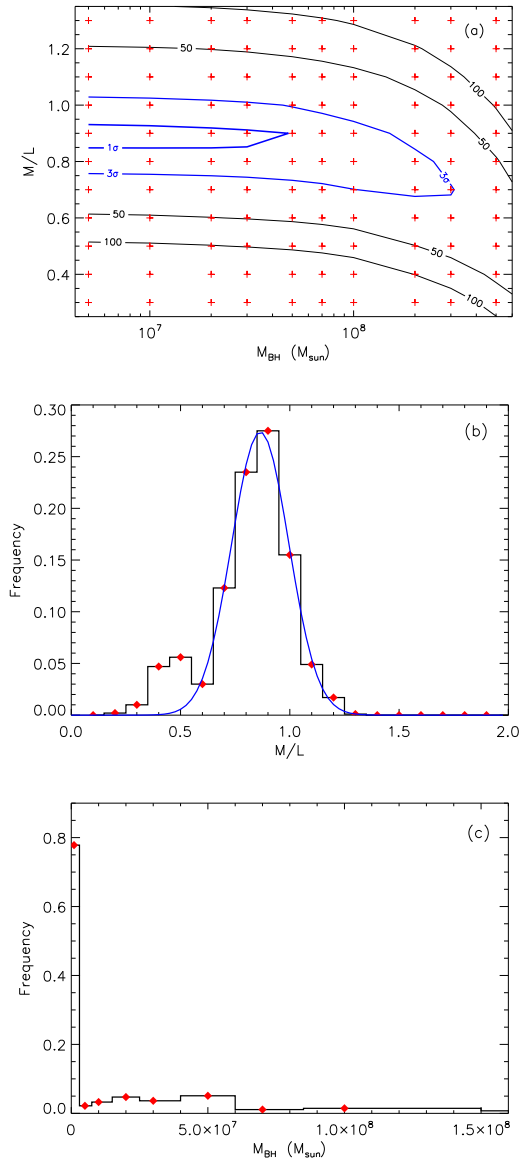 (a)
1.2
1.0
0.8
0.6
0.4
M/L
50
100
50
1σ
3σ
3σ
50
100
50
100
10⁷
10⁸
M_BH (M_sun)
(b)
0.30
0.25
0.20
0.15
0.10
0.05
0.00
Frequency
0.0
0.5
1.0
1.5
2.0
M/L
(c)
0.8
0.6
0.4
0.2
0.0
Frequency
0
5.0×10⁷
1.0×10⁸
1.5×10⁸
M_BH (M_sun)